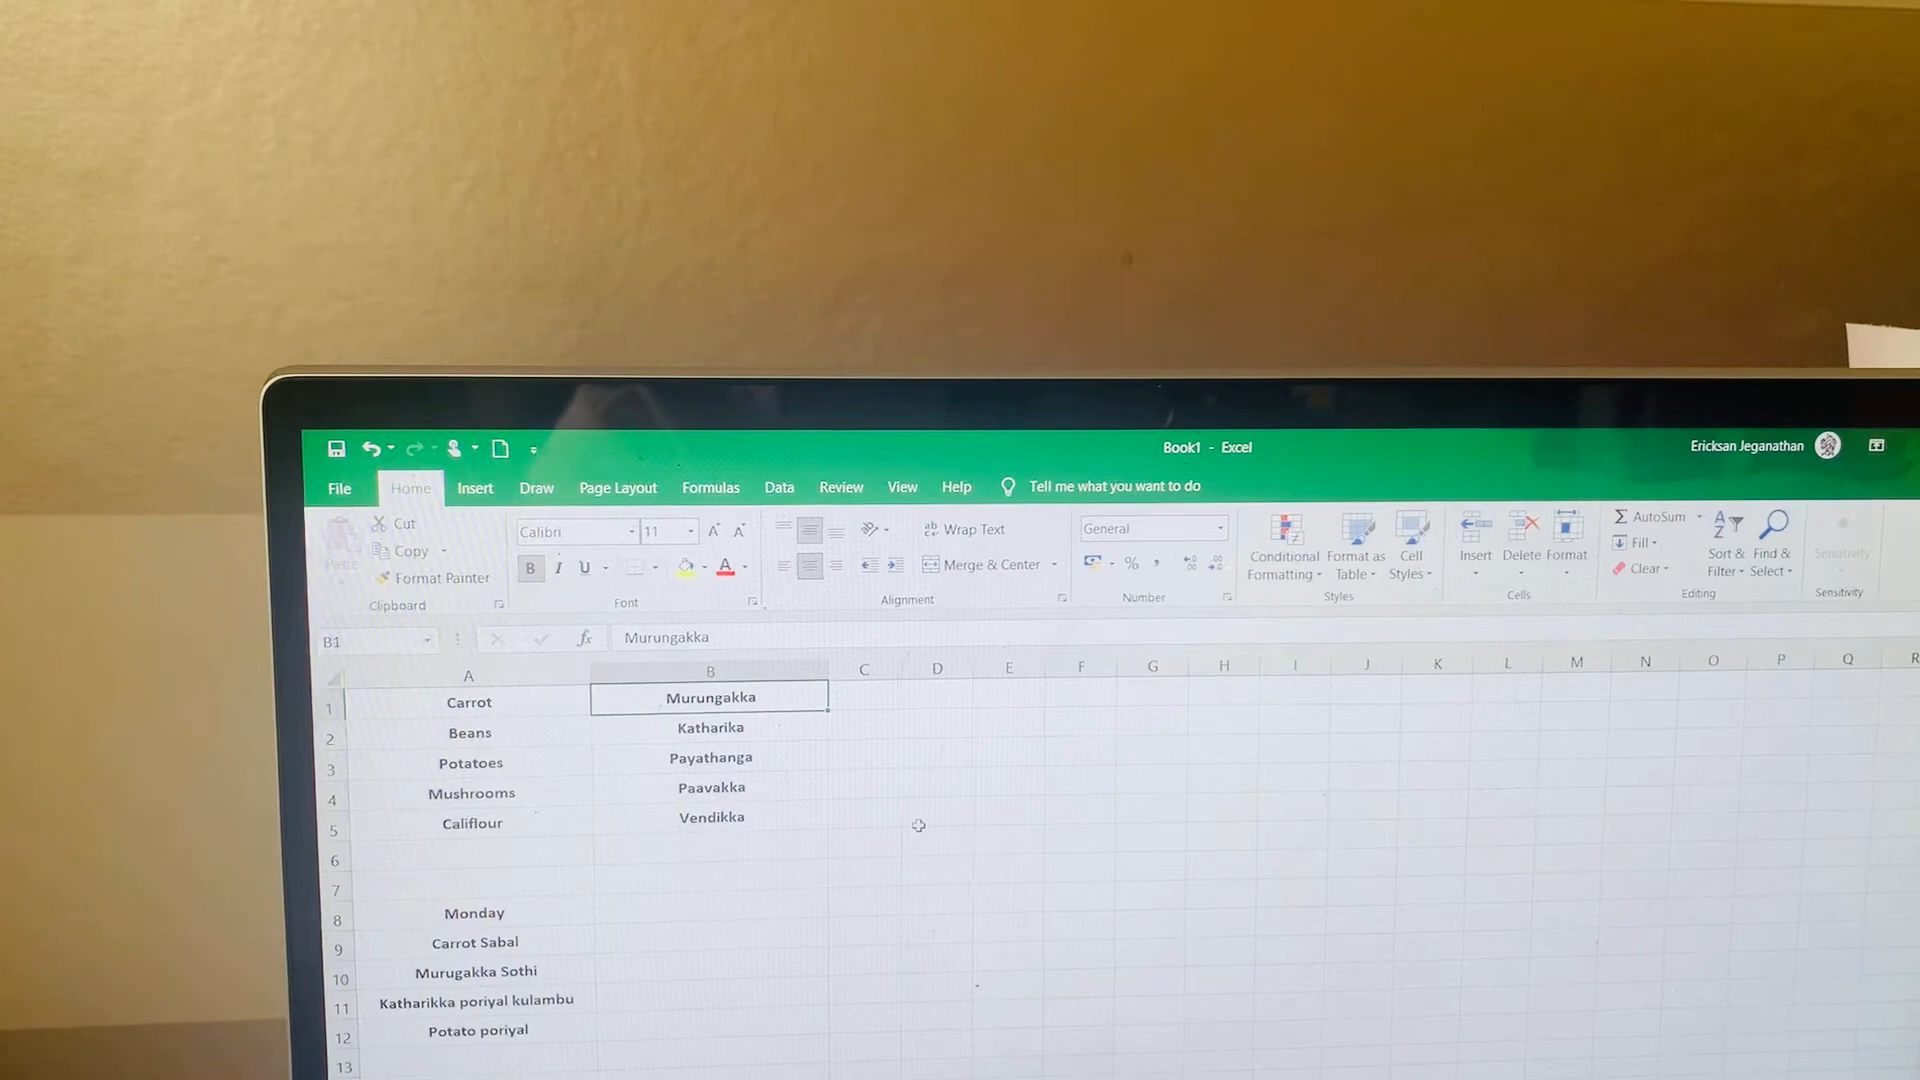 Book1 - Excel
Ericksan Jeganathan
File Home Insert Draw Page Layout Formulas Data Review View Help Tell me what you want to do
Paste
Cut
Copy
Format Painter
Clipboard
Calibri 11
B I U
Font
Wrap Text
Merge & Center
Alignment
General
%
Number
Conditional Formatting
Format as Table
Cell Styles
Styles
Insert Delete Format
Cells
AutoSum
Fill
Clear
Sort & Filter
Find & Select
Editing
Sensitivity
Sensitivity
B1 fx Murungakka
A B C D E F G H I J K L M N O P Q R
1 Carrot Murungakka
2 Beans Katharika
3 Potatoes Payathanga
4 Mushrooms Paavakka
5 Califlour Vendikka
6
7
8 Monday
9 Carrot Sabal
10 Murugakka Sothi
11 Katharikka poriyal kulambu
12 Potato poriyal
13